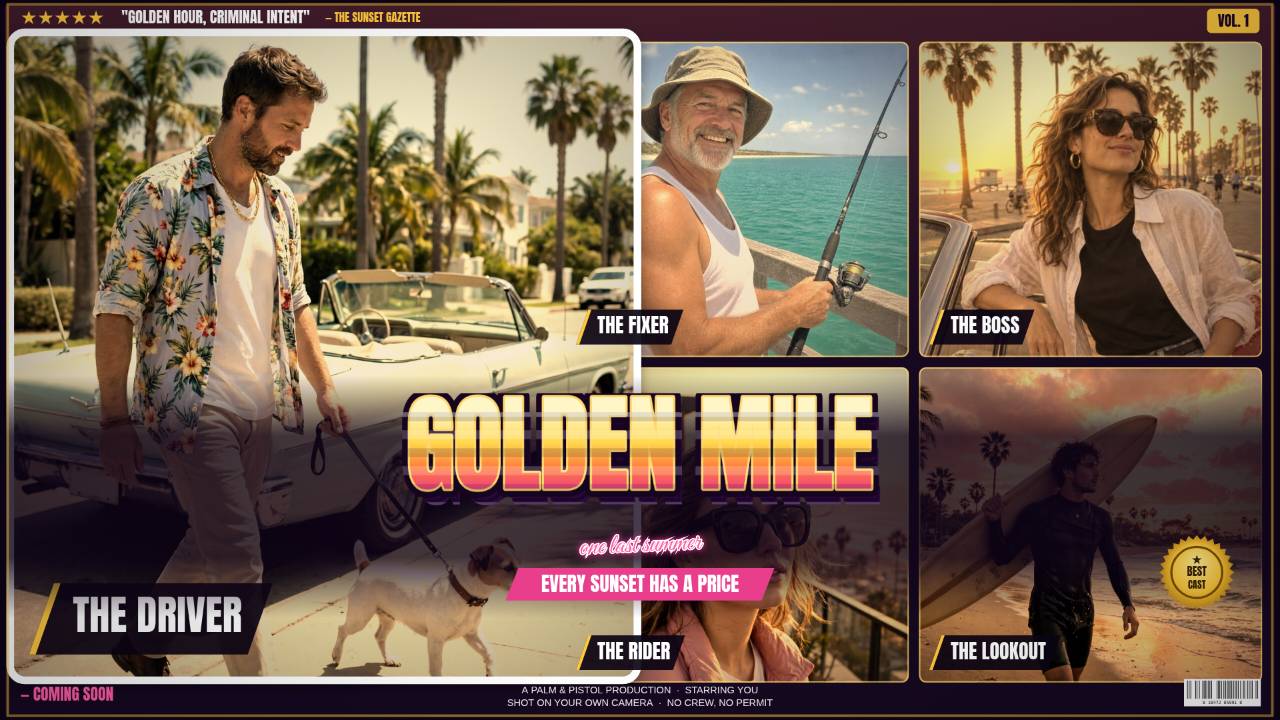 ★★★★★ "GOLDEN HOUR, CRIMINAL INTENT" – THE SUNSET GAZETTE
VOL. 1
THE FIXER
THE BOSS
GOLDEN MILE
one last summer
EVERY SUNSET HAS A PRICE
★
BEST
CAST
THE DRIVER
THE RIDER
THE LOOKOUT
– COMING SOON
A PALM & PISTOL PRODUCTION · STARRING YOU
SHOT ON YOUR OWN CAMERA · NO CREW, NO PERMIT